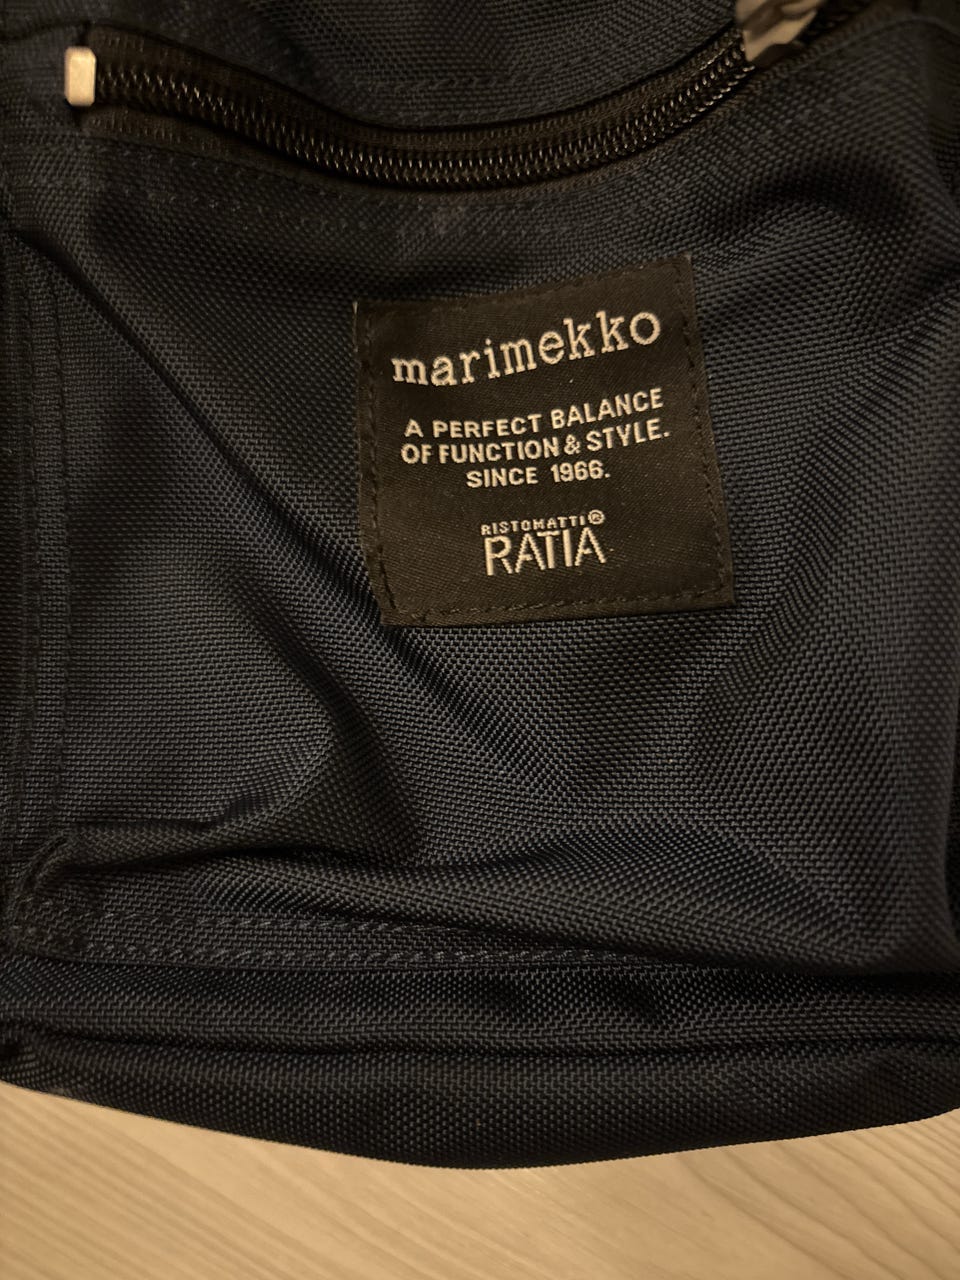 marimekko
A PERFECT BALANCE
OF FUNCTION & STYLE.
SINCE 1966.
RISTOMATTI®
RATIA